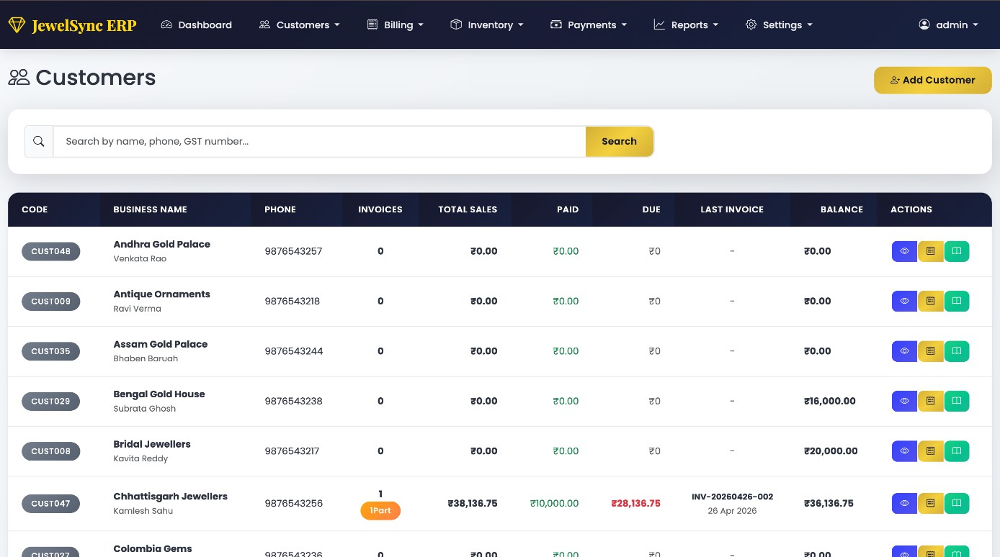 JewelSync ERP Dashboard Customers Billing Inventory Payments Reports Settings admin
Customers
Add Customer
Search by name, phone, GST number... Search
CODE BUSINESS NAME PHONE INVOICES TOTAL SALES PAID DUE LAST INVOICE BALANCE ACTIONS
CUST048 Andhra Gold Palace 9876543257 0 ₹0.00 ₹0.00 ₹0 - ₹0.00
Venkata Rao
CUST009 Antique Ornaments 9876543218 0 ₹0.00 ₹0.00 ₹0 - ₹0.00
Ravi Verma
CUST035 Assam Gold Palace 9876543244 0 ₹0.00 ₹0.00 ₹0 - ₹0.00
Bhaben Baruah
CUST029 Bengal Gold House 9876543238 0 ₹0.00 ₹0.00 ₹0 - ₹16,000.00
Subrata Ghosh
CUST008 Bridal Jewellers 9876543217 0 ₹0.00 ₹0.00 ₹0 - ₹20,000.00
Kavita Reddy
CUST047 Chhattisgarh Jewellers 9876543256 1 ₹38,136.75 ₹10,000.00 ₹28,136.75 INV-20260426-002 ₹36,136.75
Kamlesh Sahu 1Part 26 Apr 2026
CUST027 Colombia Gems 9876543236 0 ₹0.00 ₹0.00 ₹0 - ₹0.00